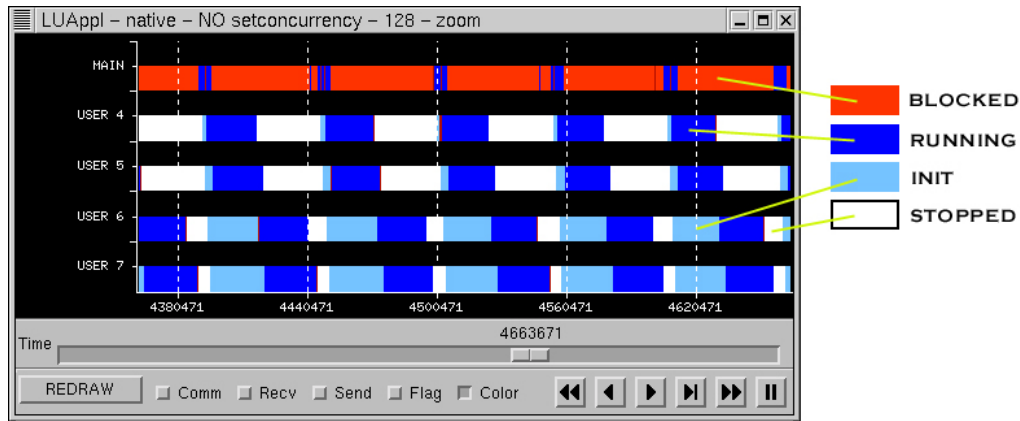 LUAppl – native – NO setconcurrency – 128 – zoom
MAIN
USER 4
USER 5
USER 6
USER 7
4380471 4440471 4500471 4560471 4620471
BLOCKED
RUNNING
INIT
STOPPED
4663671
Time
REDRAW Comm Recv Send Flag Color